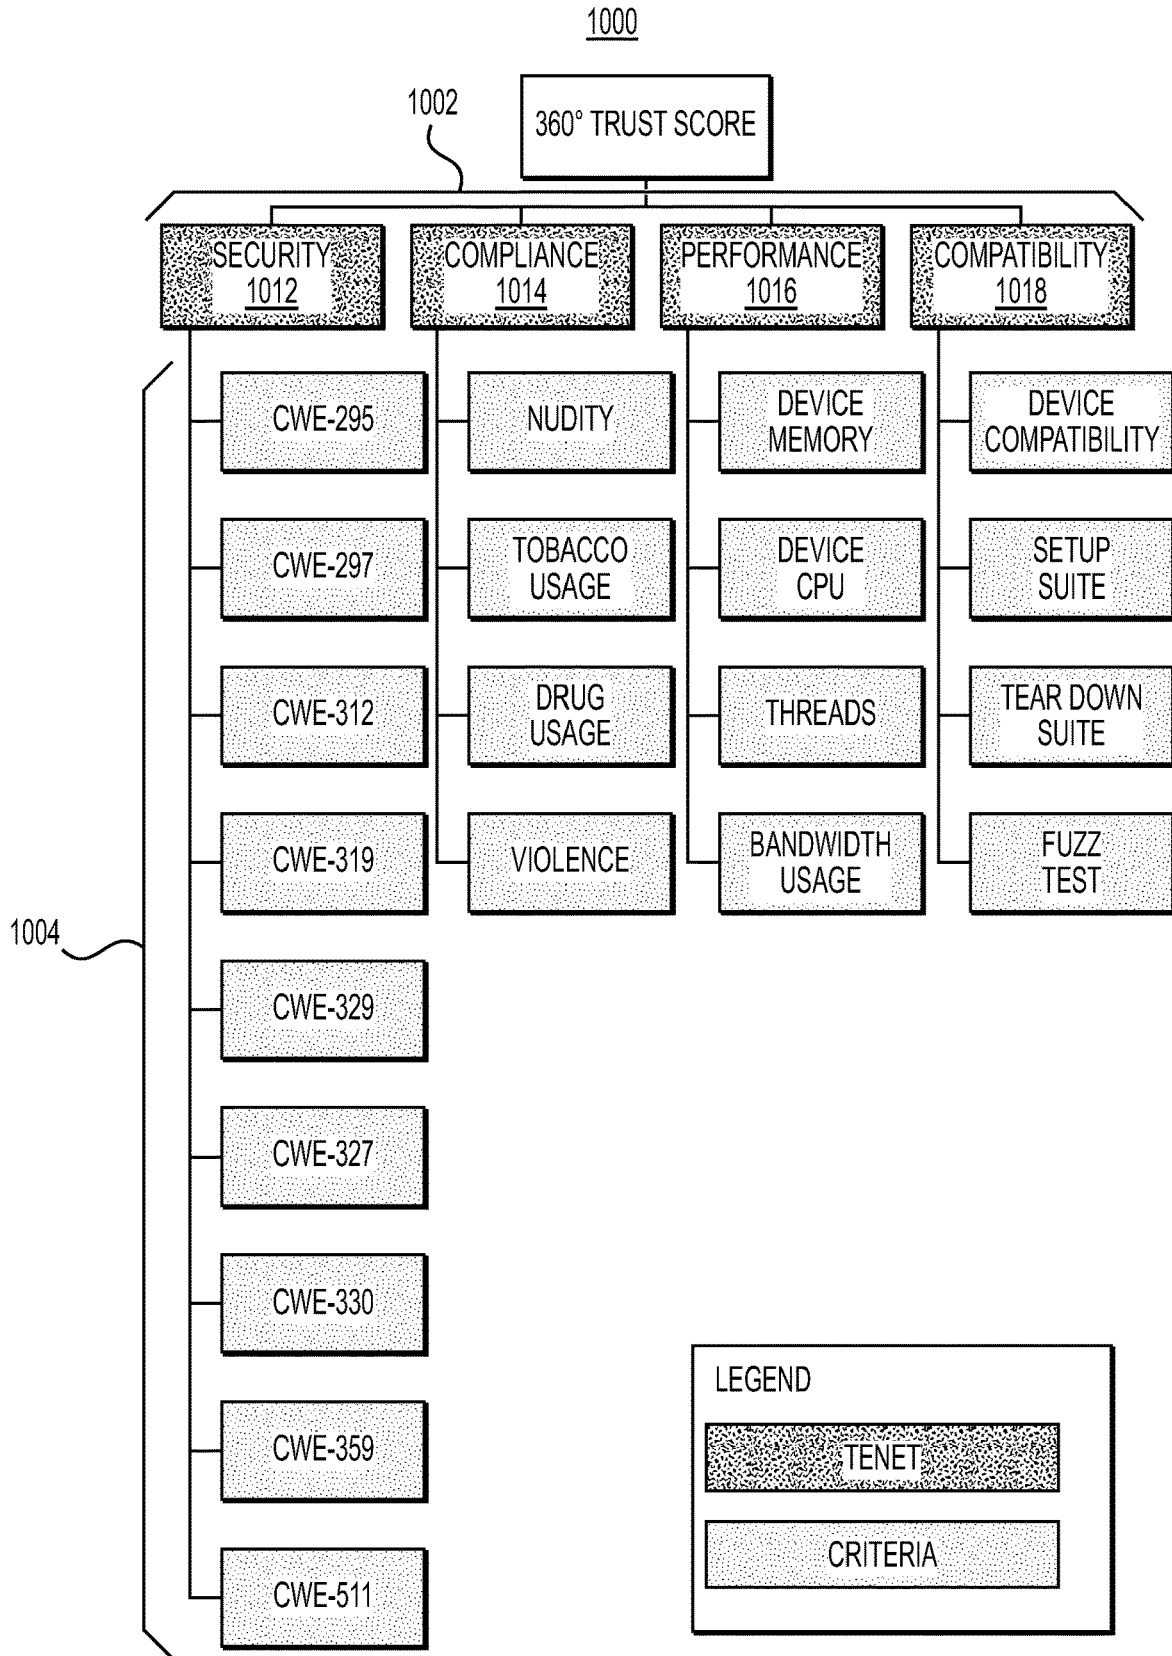 1000
1002
360° TRUST SCORE
SECURITY
1012
COMPLIANCE
1014
PERFORMANCE
1016
COMPATIBILITY
1018
CWE-295
NUDITY
DEVICE
MEMORY
DEVICE
COMPATIBILITY
CWE-297
TOBACCO
USAGE
DEVICE
CPU
SETUP
SUITE
CWE-312
DRUG
USAGE
THREADS
TEAR DOWN
SUITE
CWE-319
VIOLENCE
BANDWIDTH
USAGE
FUZZ
TEST
1004
CWE-329
CWE-327
CWE-330
CWE-359
CWE-511
LEGEND
TENET
CRITERIA